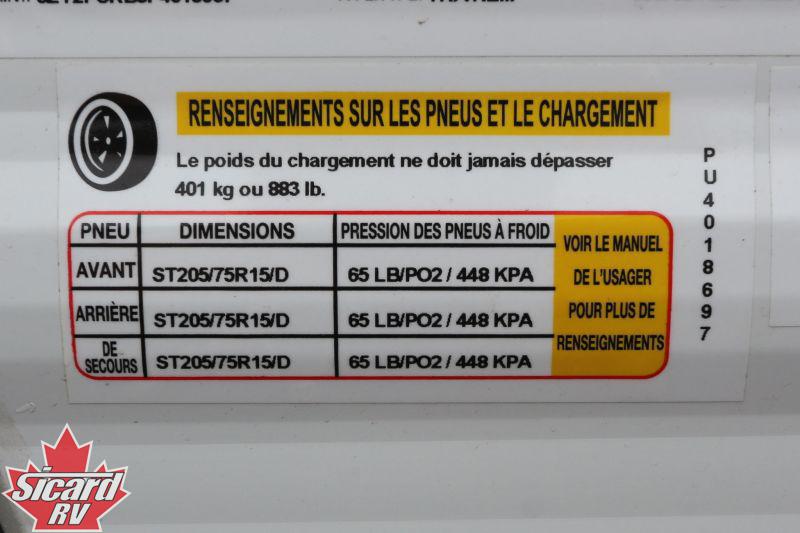 RENSEIGNEMENTS SUR LES PNEUS ET LE CHARGEMENT
Le poids du chargement ne doit jamais dépasser
401 kg ou 883 lb.
PNEU DIMENSIONS PRESSION DES PNEUS À FROID
AVANT ST205/75R15/D 65 LB/PO2 / 448 KPA
ARRIÈRE ST205/75R15/D 65 LB/PO2 / 448 KPA
DE SECOURS ST205/75R15/D 65 LB/PO2 / 448 KPA
VOIR LE MANUEL
DE L'USAGER
POUR PLUS DE
RENSEIGNEMENTS
PU4018697
Sicard
RV